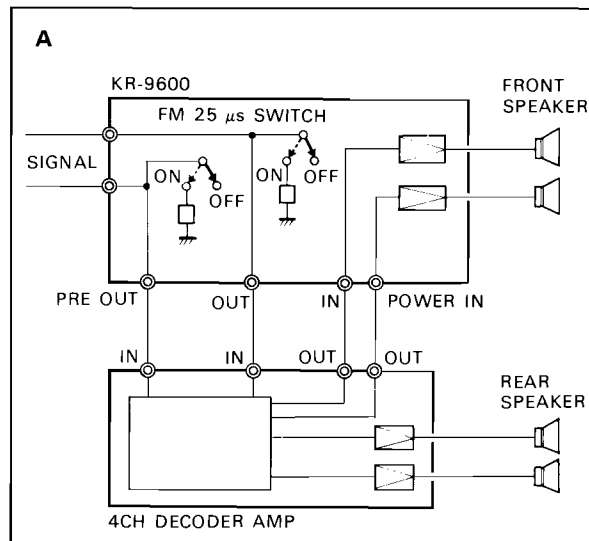 A
KR-9600
FRONT
SPEAKER
FM 25 μs SWITCH
SIGNAL
ON
OFF
ON
OFF
PRE OUT
OUT
IN
POWER IN
IN
IN
OUT
OUT
REAR
SPEAKER
4CH DECODER AMP